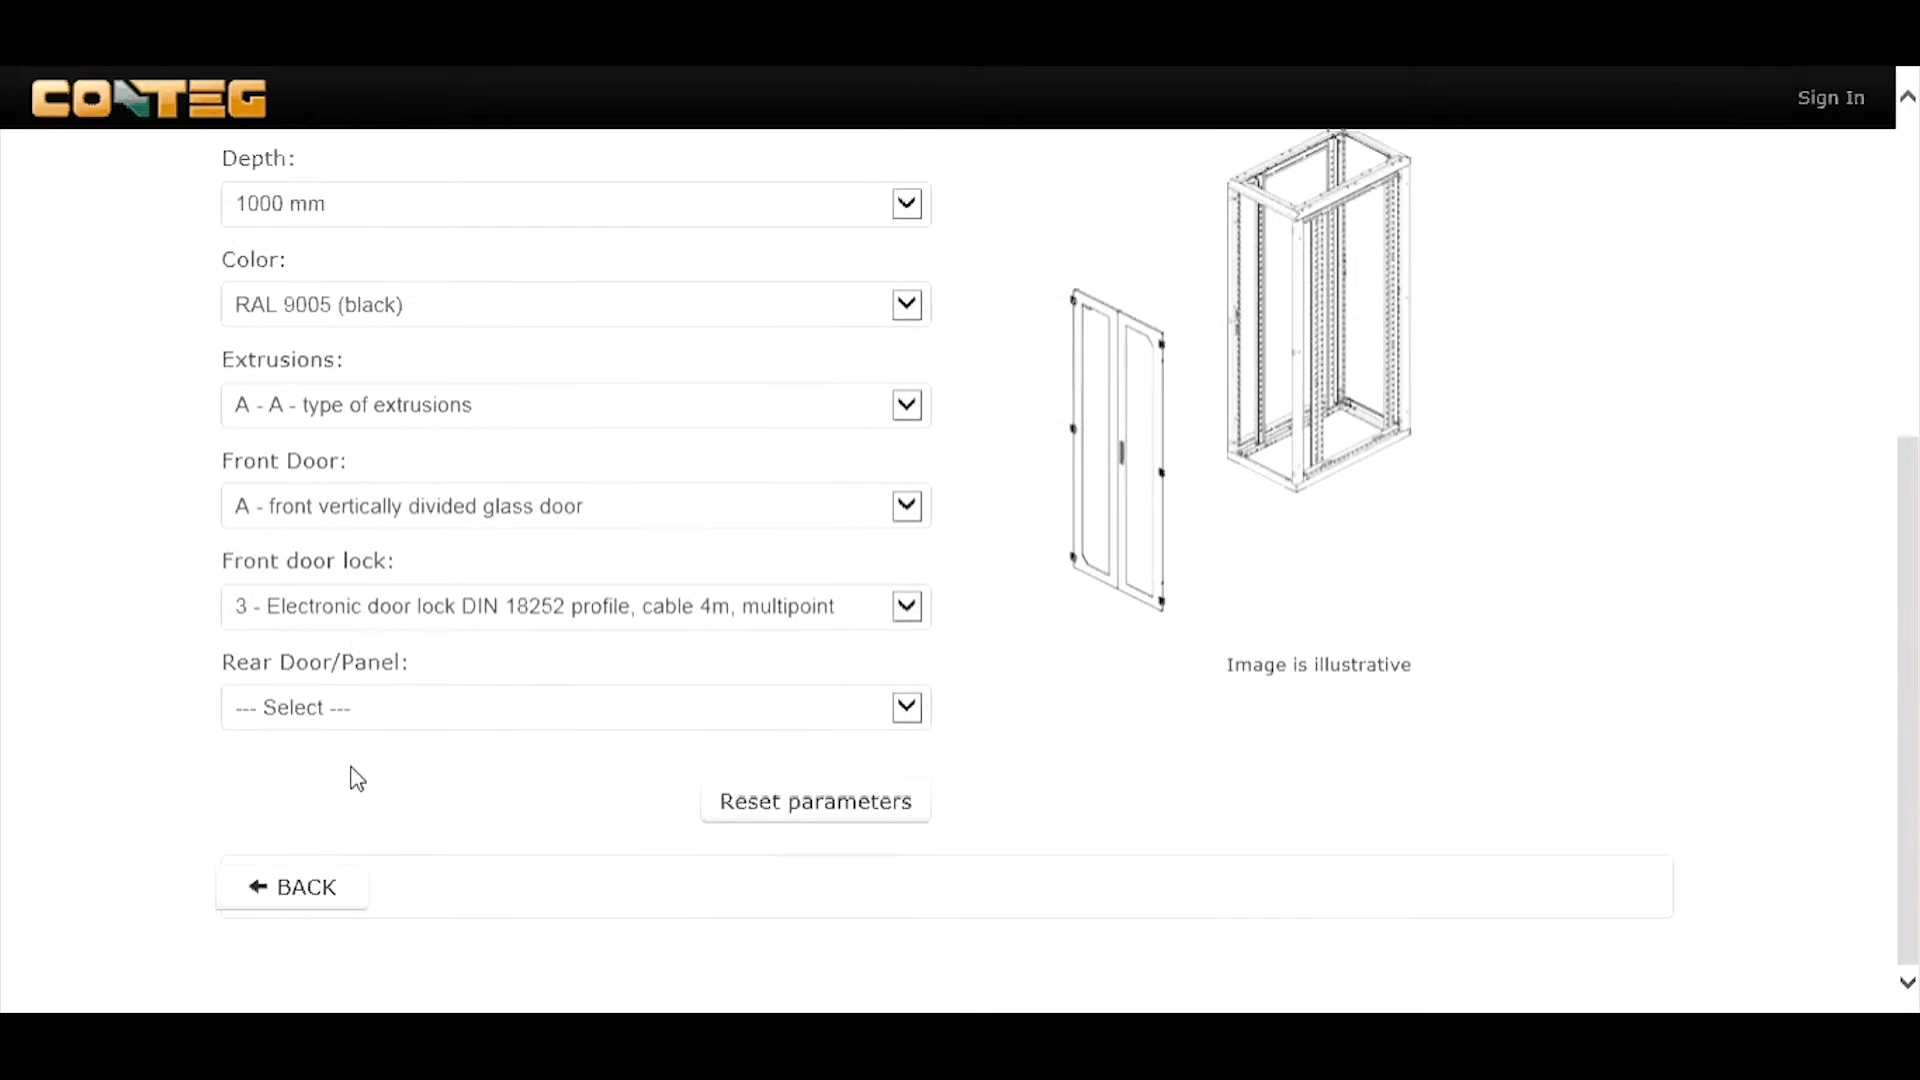 CONTEG
Sign In
Depth:
1000 mm
Color:
RAL 9005 (black)
Extrusions:
A - A - type of extrusions
Front Door:
A - front vertically divided glass door
Front door lock:
3 - Electronic door lock DIN 18252 profile, cable 4m, multipoint
Rear Door/Panel:
--- Select ---
Image is illustrative
Reset parameters
BACK